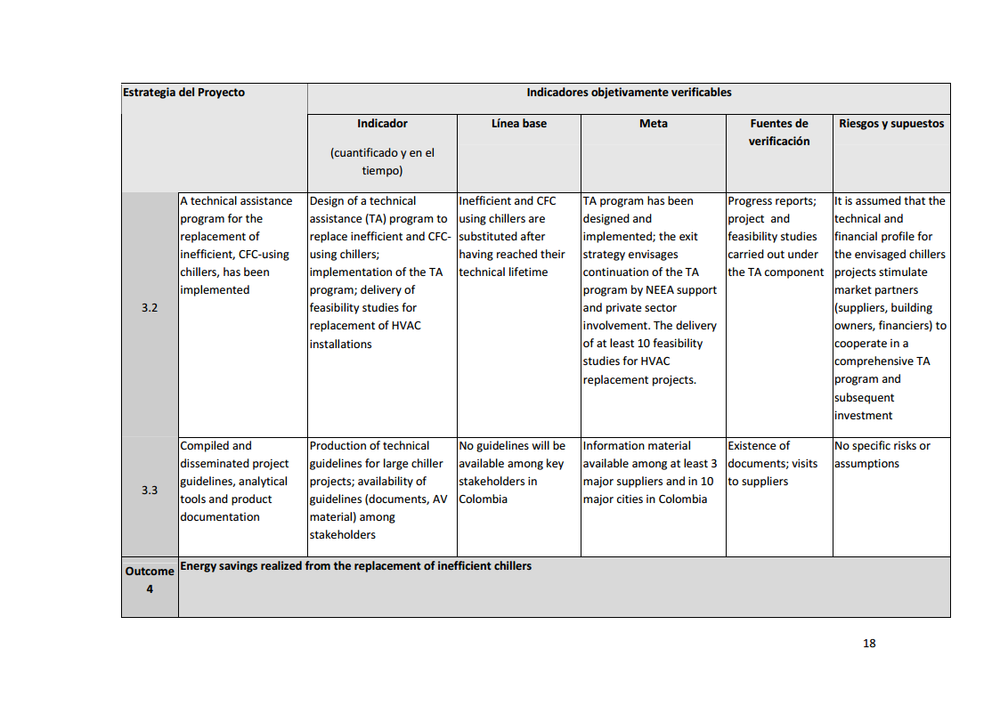 Estrategia del Proyecto
Indicadores objetivamente verificables
Indicador
(cuantificado y en el
tiempo)
Línea base
Meta
Fuentes de
verificación
Riesgos y supuestos
3.2
A technical assistance
program for the
replacement of
inefficient, CFC-using
chillers, has been
implemented
Design of a technical
assistance (TA) program to
replace inefficient and CFC-
using chillers;
implementation of the TA
program; delivery of
feasibility studies for
replacement of HVAC
installations
Inefficient and CFC
using chillers are
substituted after
having reached their
technical lifetime
TA program has been
designed and
implemented; the exit
strategy envisages
continuation of the TA
program by NEEA support
and private sector
involvement. The delivery
of at least 10 feasibility
studies for HVAC
replacement projects.
Progress reports;
project and
feasibility studies
carried out under
the TA component
It is assumed that the
technical and
financial profile for
the envisaged chillers
projects stimulate
market partners
(suppliers, building
owners, financiers) to
cooperate in a
comprehensive TA
program and
subsequent
investment
3.3
Compiled and
disseminated project
guidelines, analytical
tools and product
documentation
Production of technical
guidelines for large chiller
projects; availability of
guidelines (documents, AV
material) among
stakeholders
No guidelines will be
available among key
stakeholders in
Colombia
Information material
available among at least 3
major suppliers and in 10
major cities in Colombia
Existence of
documents; visits
to suppliers
No specific risks or
assumptions
Outcome
4
Energy savings realized from the replacement of inefficient chillers
18